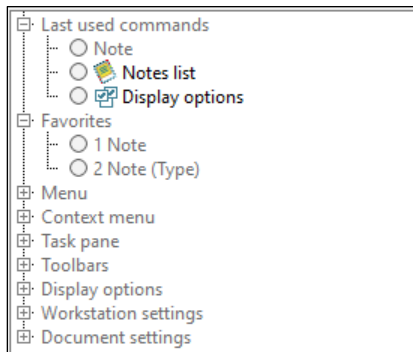 Last used commands
Note
Notes list
Display options
Favorites
1 Note
2 Note (Type)
Menu
Context menu
Task pane
Toolbars
Display options
Workstation settings
Document settings